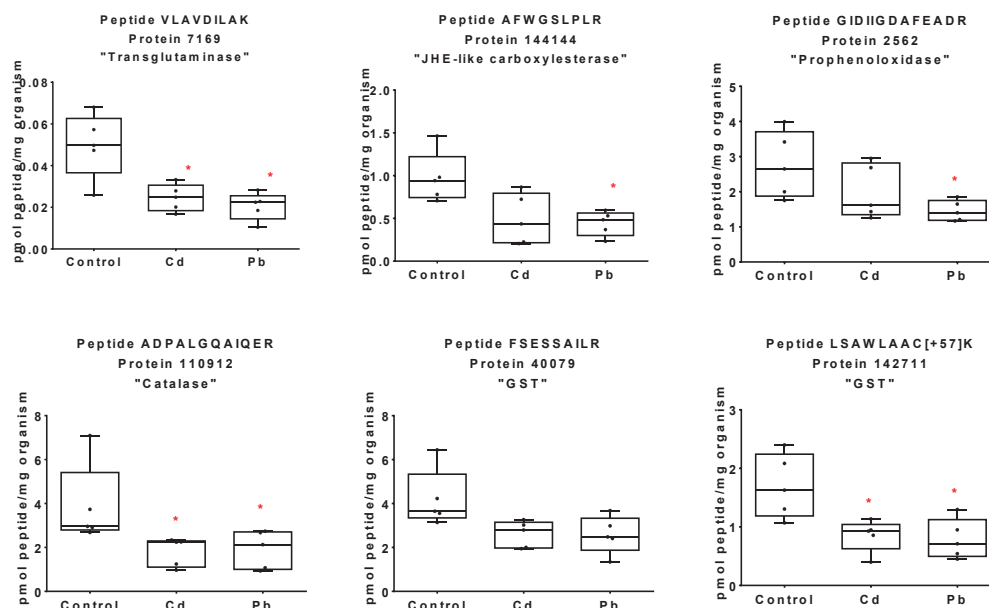 Peptide VLAVDILAK
Protein 7169
"Transglutaminase"
pmol peptide/mg organism
0.08
0.06
0.04
0.02
0.00
*
*
Control Cd Pb
Peptide AFWGSLPLR
Protein 144144
"JHE-like carboxylesterase"
pmol peptide/mg organism
2.0
1.5
1.0
0.5
0.0
*
Control Cd Pb
Peptide GIDIIGDAFEADR
Protein 2562
"Prophenoloxidase"
pmol peptide/mg organism
5
4
3
2
1
0
*
Control Cd Pb
Peptide ADPALGQAIQER
Protein 110912
"Catalase"
pmol peptide/mg organism
8
6
4
2
0
*
*
Control Cd Pb
Peptide FSESSAILR
Protein 40079
"GST"
pmol peptide/mg organism
8
6
4
2
0
Control Cd Pb
Peptide LSAWLAAC[+57]K
Protein 142711
"GST"
pmol peptide/mg organism
3
2
1
0
*
*
Control Cd Pb